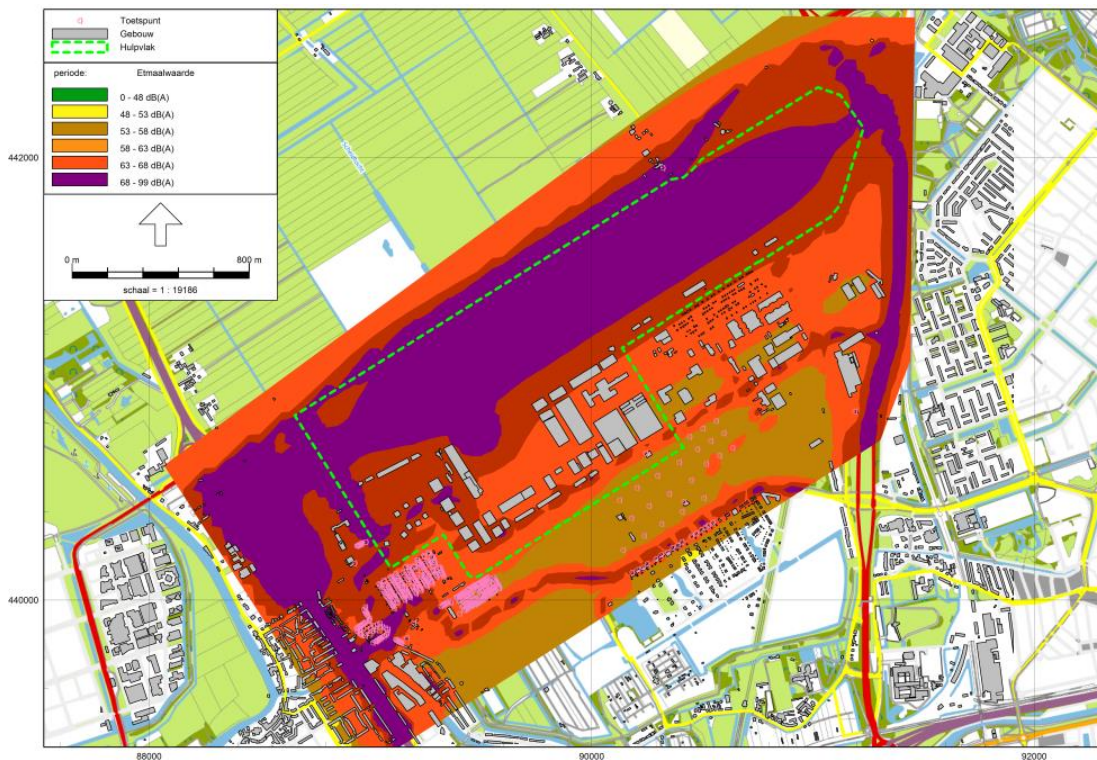 Toetspunt
Gebouw
Hulpvlak
periode: Etmaalwaarde
0 - 48 dB(A)
48 - 53 dB(A)
53 - 58 dB(A)
58 - 63 dB(A)
63 - 68 dB(A)
68 - 99 dB(A)
0 m 800 m
schaal = 1 : 19186
442000
440000
88000 90000 92000